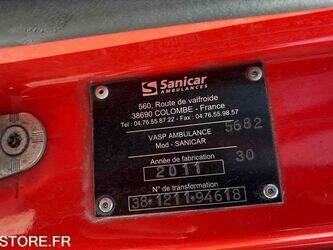 Sanicar
AMBULANCES
560, Route de valfroide
38690 COLOMBE - France
Tel : 04.76.55.87.22 - Fax : 04.76.55.98.57
VASP AMBULANCE 5682
Mod - SANICAR
Année de fabrication 30
2011
N° de transformation
38.1211.94618
STORE.FR